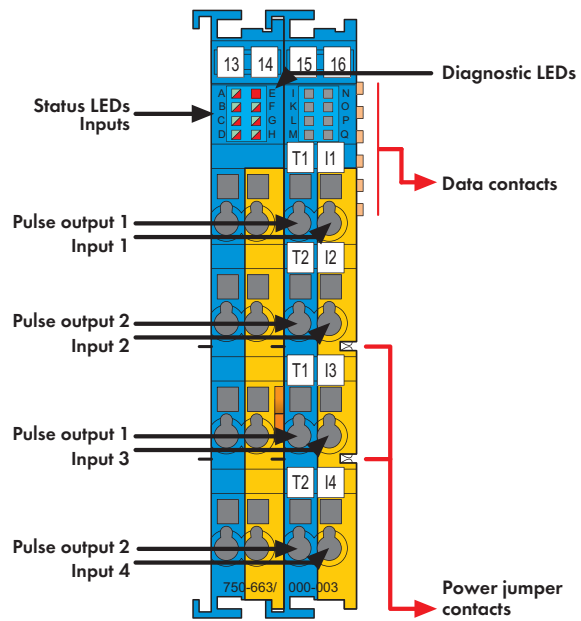 13 14 15 16
Diagnostic LEDs
Status LEDs
Inputs
A E I N
B F K O
C G L P
D H M Q
T1 I1
Data contacts
Pulse output 1
Input 1
T2 I2
Pulse output 2
Input 2
T1 I3
Pulse output 1
Input 3
T2 I4
Pulse output 2
Input 4
750-663/ 000-003
Power jumper
contacts